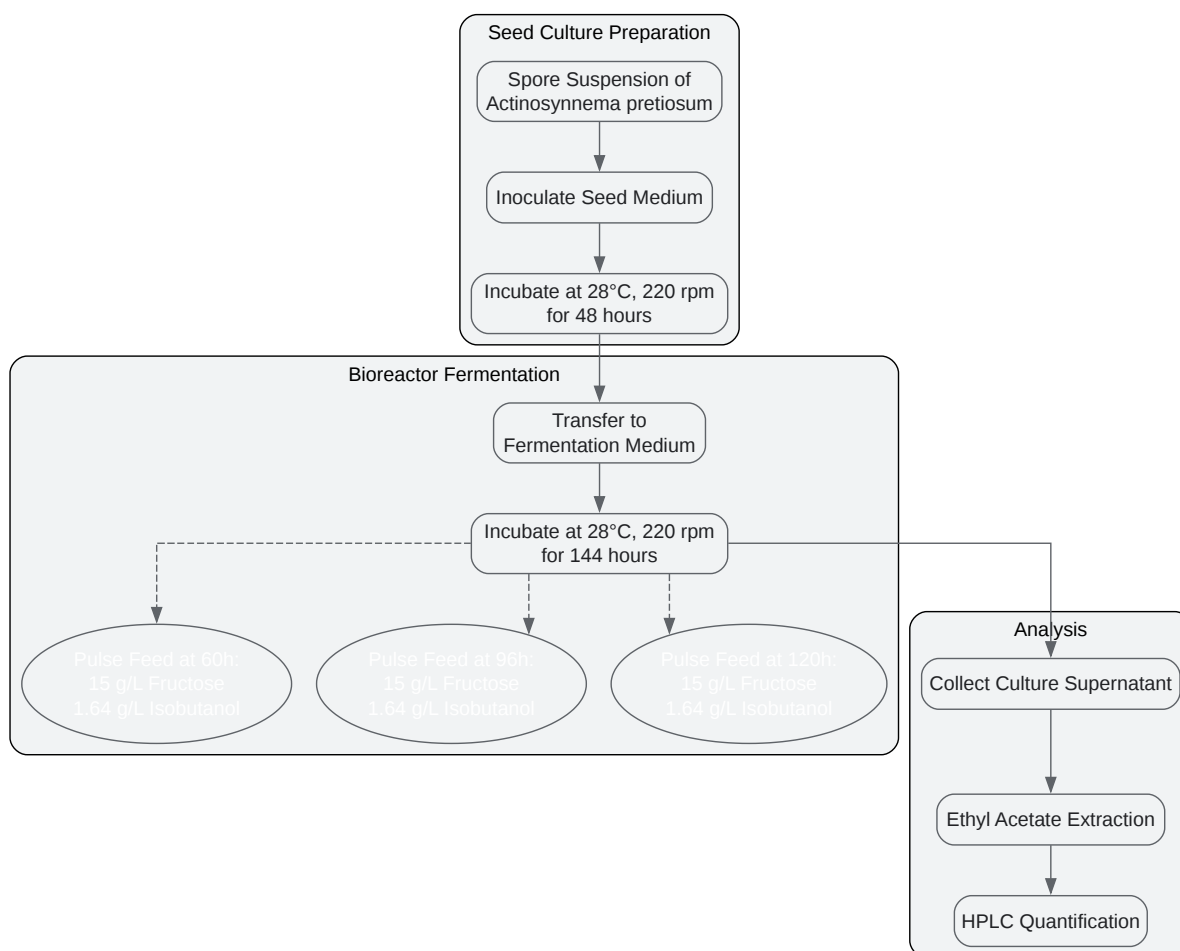 Seed Culture Preparation
Spore Suspension of
Actinosynnema pretiosum
Inoculate Seed Medium
Incubate at 28°C, 220 rpm
for 48 hours
Bioreactor Fermentation
Transfer to
Fermentation Medium
Incubate at 28°C, 220 rpm
for 144 hours
Pulse Feed at 60h:
15 g/L Fructose
1.64 g/L Isobutanol
Pulse Feed at 96h:
15 g/L Fructose
1.64 g/L Isobutanol
Pulse Feed at 120h:
15 g/L Fructose
1.64 g/L Isobutanol
Analysis
Collect Culture Supernatant
Ethyl Acetate Extraction
HPLC Quantification